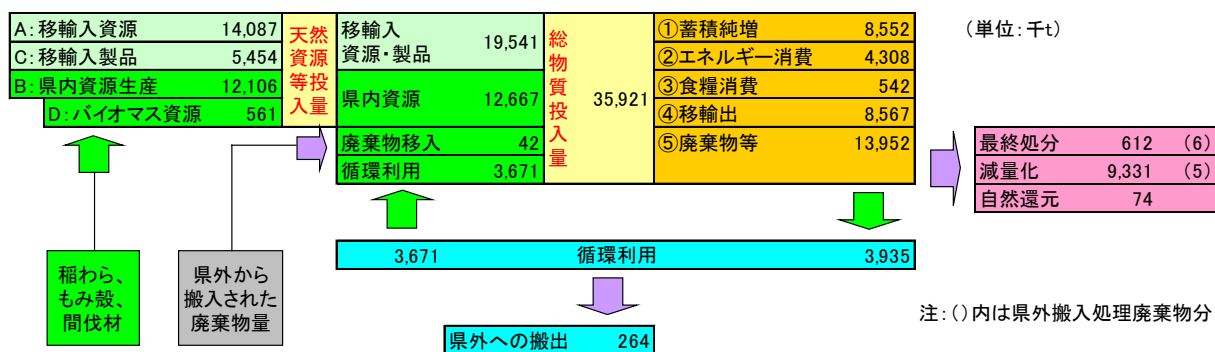 (単位:千t)
A:移輸入資源 14,087
C:移輸入製品 5,454
B:県内資源生産 12,106
D:バイオマス資源 561
天然
資源
等投
入量
移輸入
資源・製品 19,541
県内資源 12,667
廃棄物移入 42
循環利用 3,671
総
物
質
投
入
量
35,921
①蓄積純増 8,552
②エネルギー消費 4,308
③食糧消費 542
④移輸出 8,567
⑤廃棄物等 13,952
最終処分 612 (6)
減量化 9,331 (5)
自然還元 74
3,671 循環利用 3,935
稲わら、
もみ殻、
間伐材
県外から
搬入された
廃棄物量
県外への搬出 264
注:()内は県外搬入処理廃棄物分